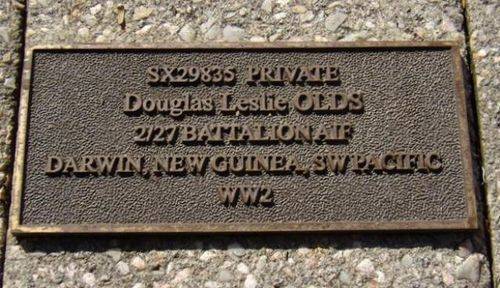 SX29835 PRIVATE
Douglas Leslie OLDS
2/27 BATTALION AIF
DARWIN, NEW GUINEA, SW PACIFIC
WW2